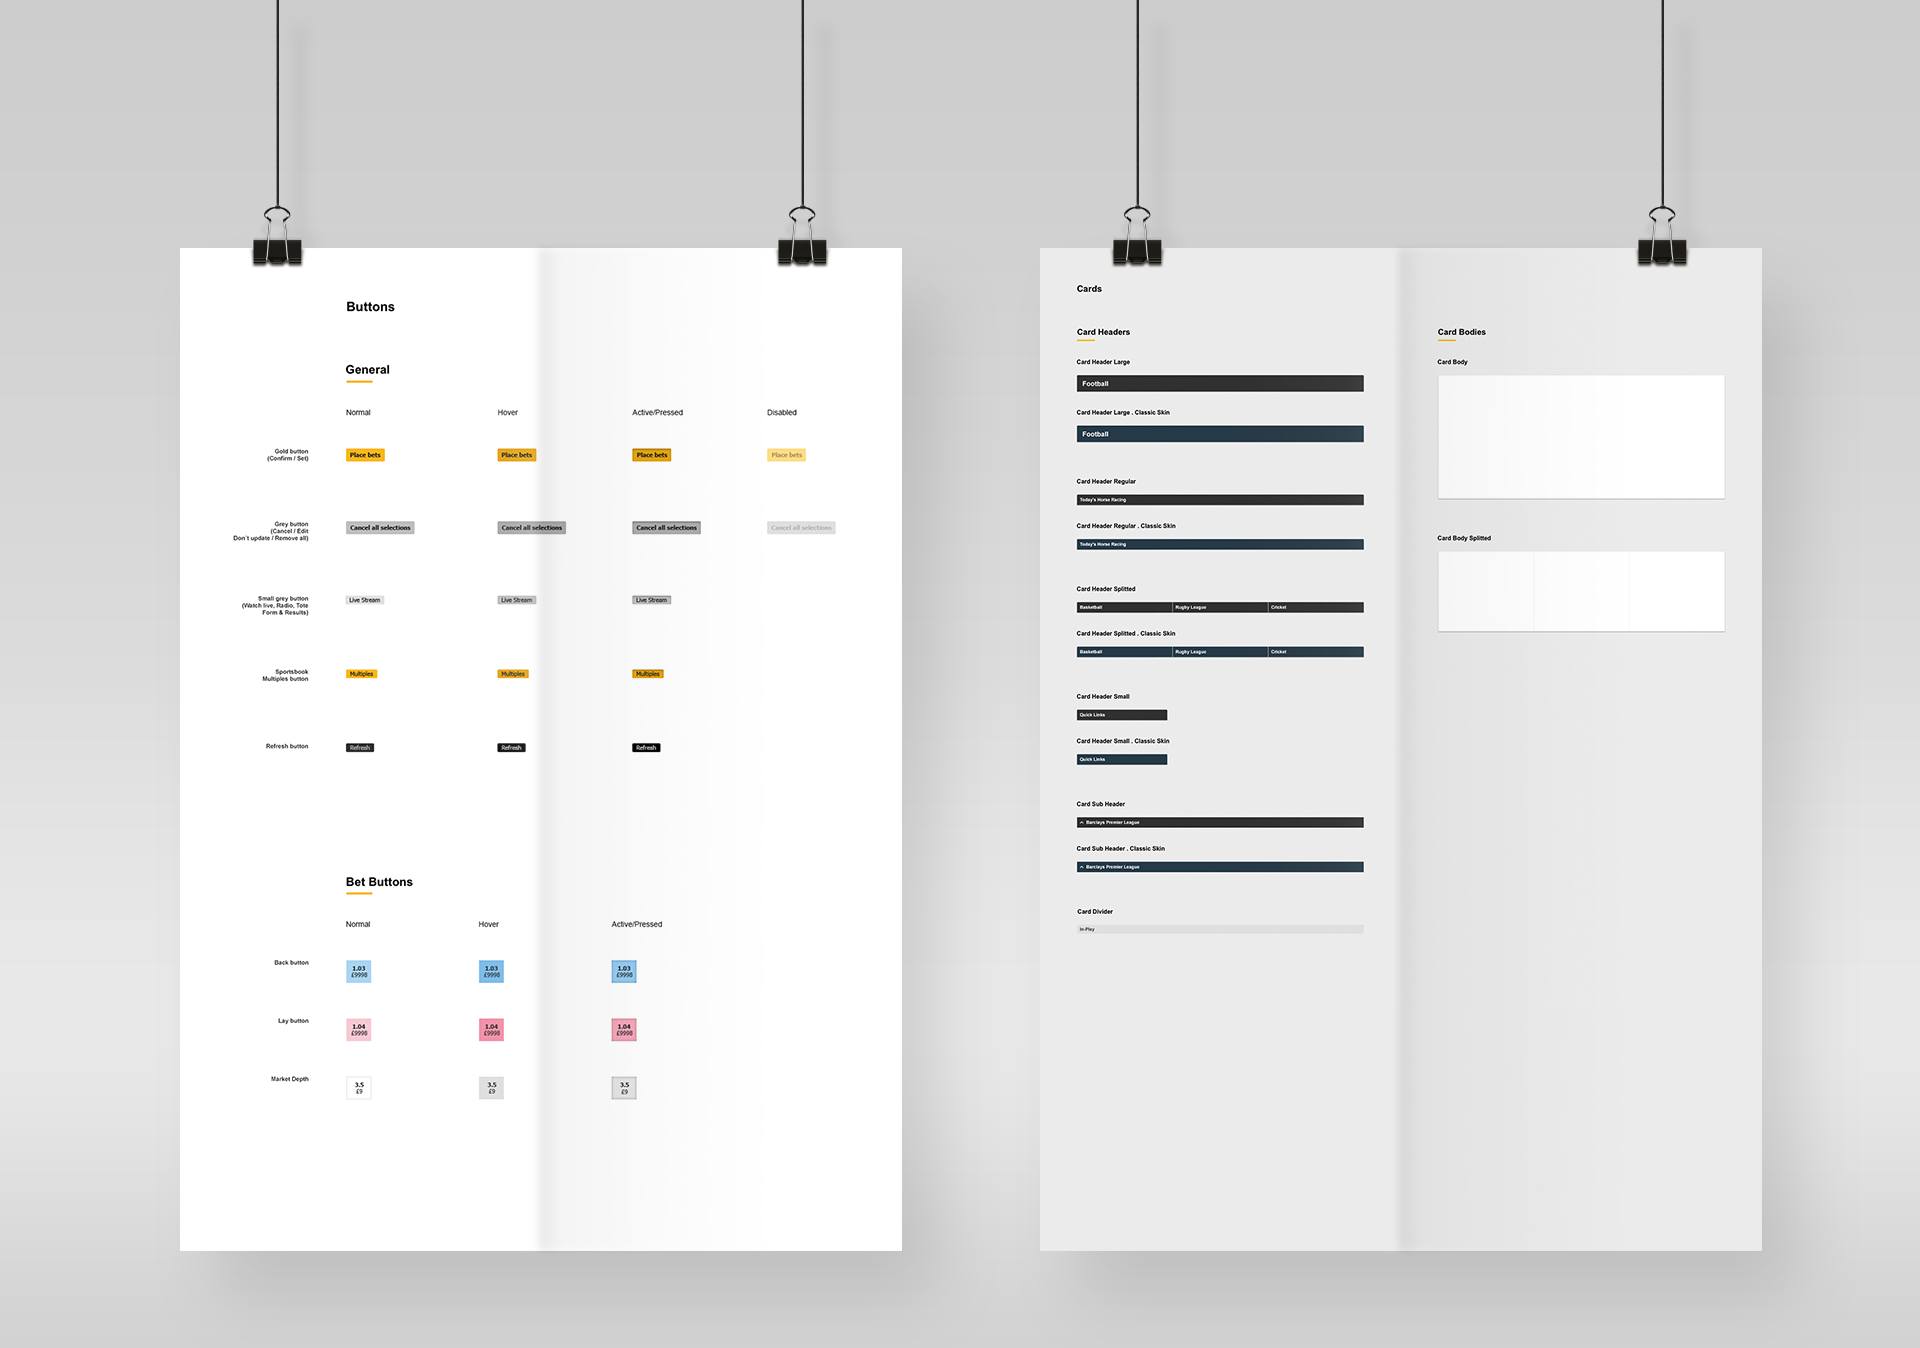 Buttons
General
Normal Hover Active/Pressed Disabled
Gold button
(Confirm / Set)
Place bets Place bets Place bets Place bets
Grey button
(Cancel / Edit
Don´t update / Remove all)
Cancel all selections Cancel all selections Cancel all selections Cancel all selections
Small grey button
(Watch live, Radio, Tote
Form & Results)
Live Stream Live Stream Live Stream
Sportsbook
Multiples button
Multiples Multiples Multiples
Refresh button
Refresh Refresh Refresh
Bet Buttons
Normal Hover Active/Pressed
Back button
1.03 1.03 1.03
£9998 £9998 £9998
Lay button
1.04 1.04 1.04
£9998 £9998 £9998
Market Depth
3.5 3.5 3.5
£9 £9 £9
Cards
Card Headers
Card Header Large
Football
Card Header Large . Classic Skin
Football
Card Header Regular
Today's Horse Racing
Card Header Regular . Classic Skin
Today's Horse Racing
Card Header Splitted
Basketball Rugby League Cricket
Card Header Splitted . Classic Skin
Basketball Rugby League Cricket
Card Header Small
Quick Links
Card Header Small . Classic Skin
Quick Links
Card Sub Header
Barclays Premier League
Card Sub Header . Classic Skin
Barclays Premier League
Card Divider
In-Play
Card Bodies
Card Body
Card Body Splitted